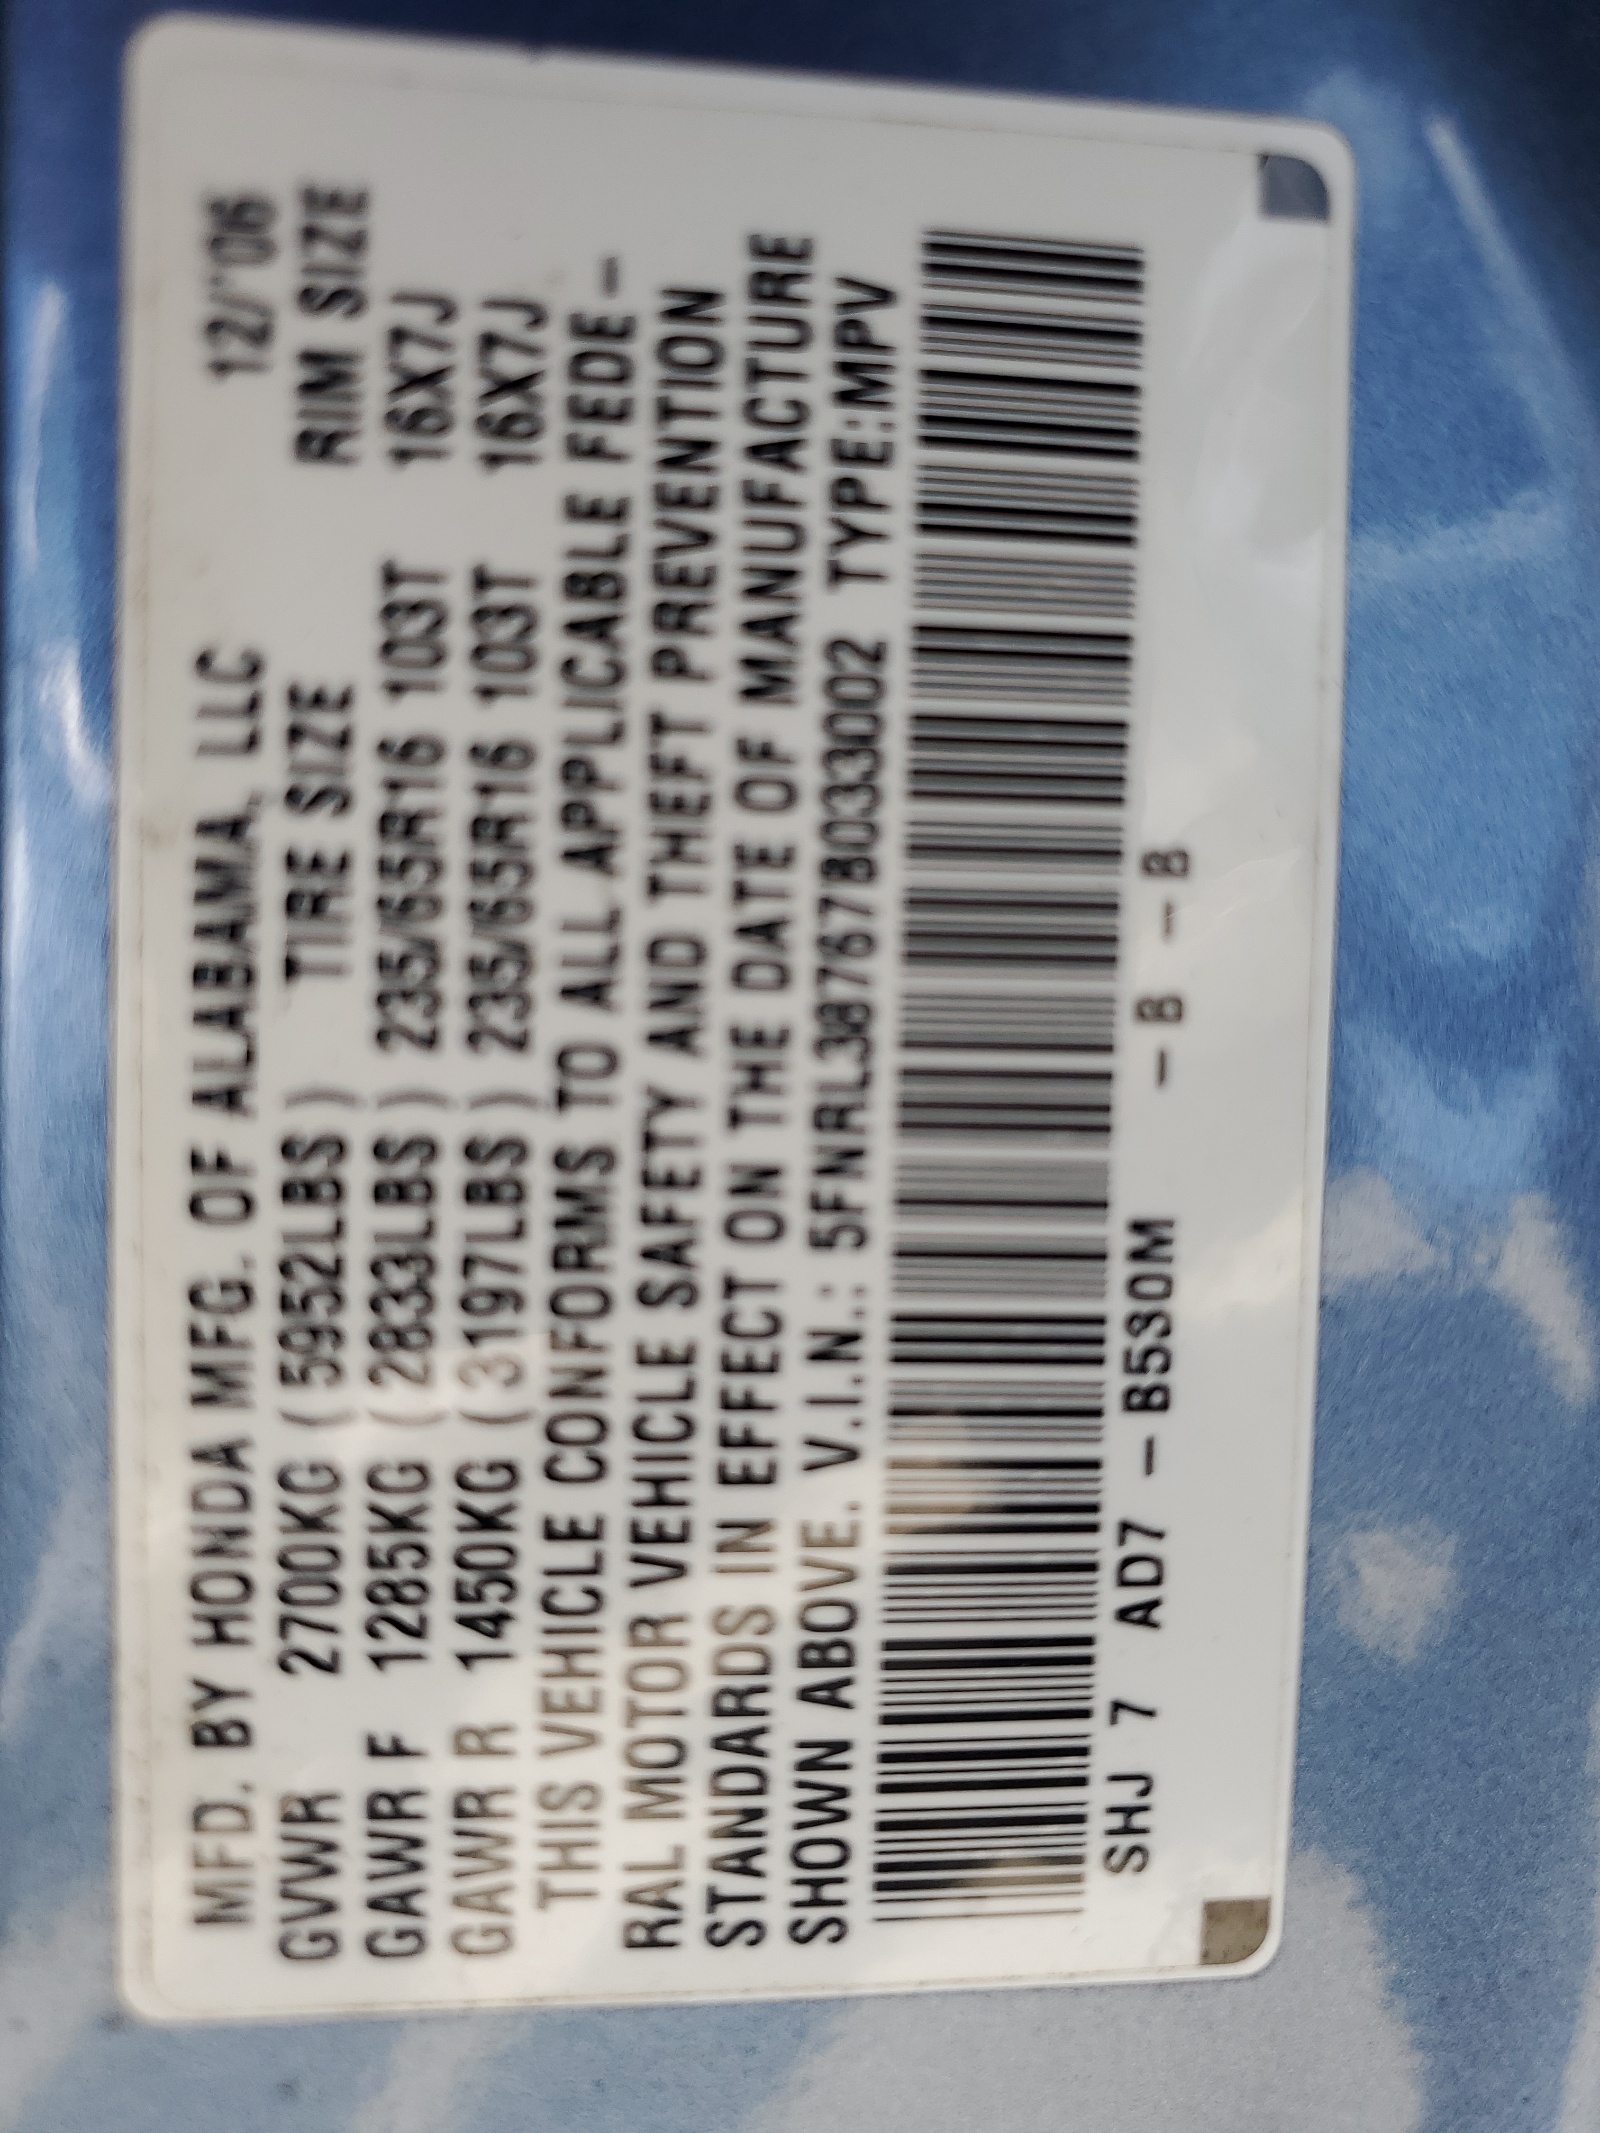 MFD. BY HONDA MFG. OF ALABAMA, LLC 12/'06
GVWR 2700KG (5952LBS) TIRE SIZE RIM SIZE
GAWR F 1285KG (2833LBS) 235/65R16 103T 16X7J
GAWR R 1450KG (3197LBS) 235/65R16 103T 16X7J
THIS VEHICLE CONFORMS TO ALL APPLICABLE FEDE-
RAL MOTOR VEHICLE SAFETY AND THEFT PREVENTION
STANDARDS IN EFFECT ON THE DATE OF MANUFACTURE
SHOWN ABOVE. V.I.N.: 5FNRL38767B033002 TYPE:MPV
SHJ 7 AD7 - B530M - B - B